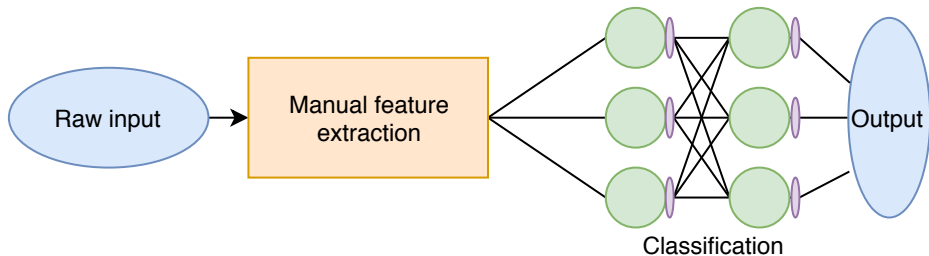 Raw input
Manual feature
extraction
Output
Classification